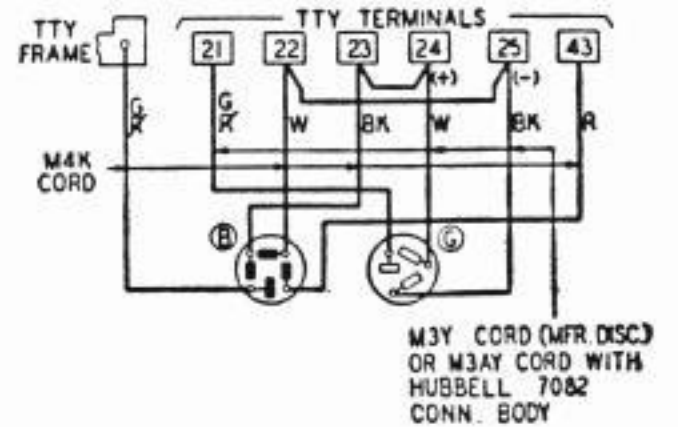 TTY TERMINALS
TTY
FRAME
21 22 23 24 25 43
(+) (-)
G/R G/R W BK W BK R
M4K
CORD
B G
M3Y CORD (MFR. DISC.)
OR M3AY CORD WITH
HUBBELL 7082
CONN. BODY